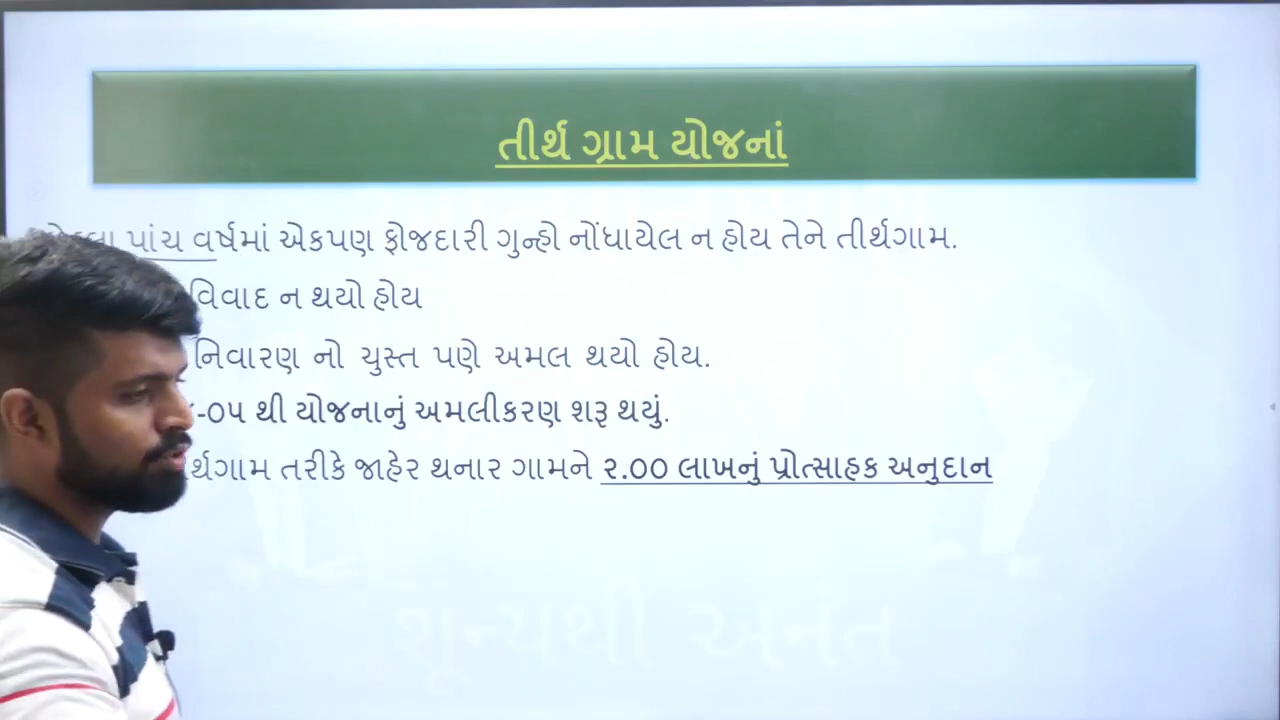 તીર્થ ગ્રામ યોજનાં
પાંચ વર્ષમાં એકપણ ફોજદારી ગુન્હો નોંધાયેલ ન હોય તેને તીર્થગામ.
વિવાદ ન થયો હોય
નિવારણ નો ચુસ્ત પણે અમલ થયો હોય.
-૦૫ થી યોજનાનું અમલીકરણ શરૂ થયું.
તરીકે જાહેર થનાર ગામને ૨.૦૦ લાખનું પ્રોત્સાહક અનુદાન
શૂન્યથી અનંત